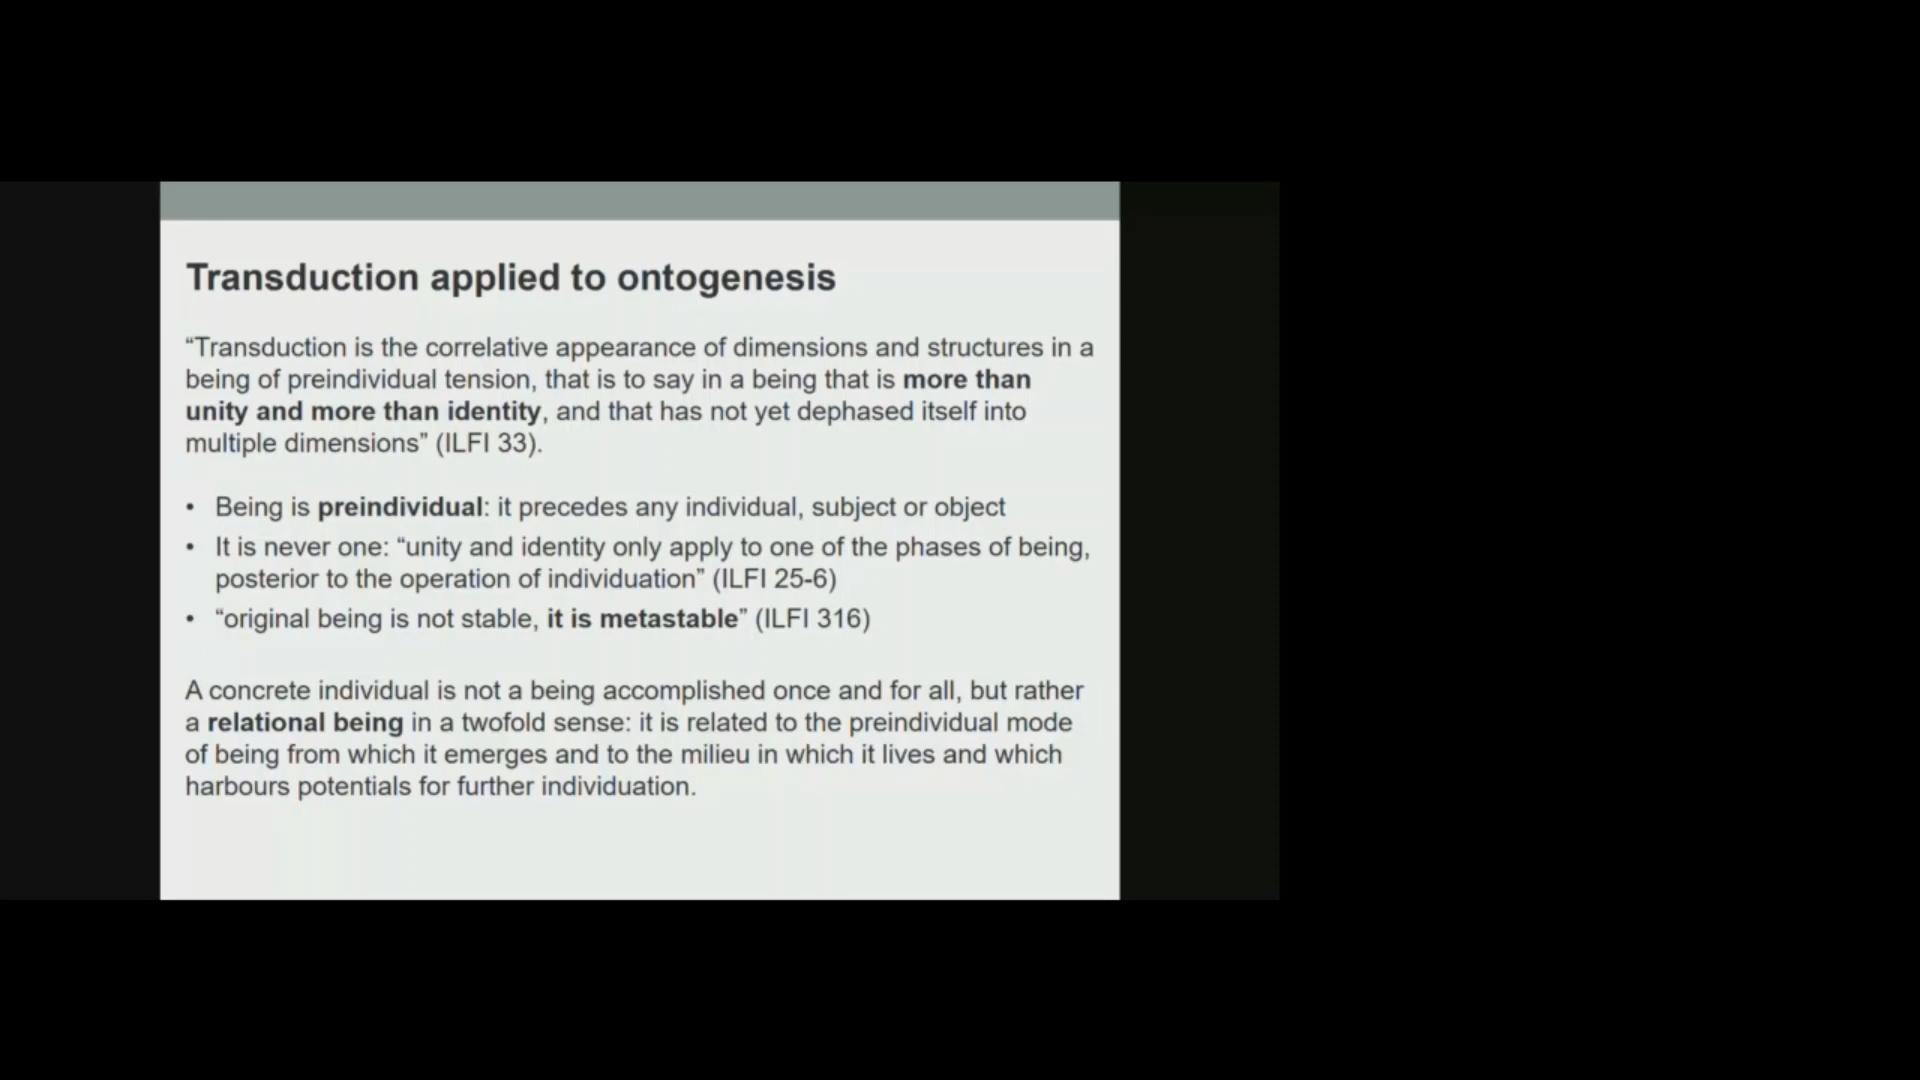 Transduction applied to ontogenesis
“Transduction is the correlative appearance of dimensions and structures in a
being of preindividual tension, that is to say in a being that is more than
unity and more than identity, and that has not yet dephased itself into
multiple dimensions” (ILFI 33).
• Being is preindividual: it precedes any individual, subject or object
• It is never one: “unity and identity only apply to one of the phases of being,
posterior to the operation of individuation” (ILFI 25-6)
• “original being is not stable, it is metastable” (ILFI 316)
A concrete individual is not a being accomplished once and for all, but rather
a relational being in a twofold sense: it is related to the preindividual mode
of being from which it emerges and to the milieu in which it lives and which
harbours potentials for further individuation.